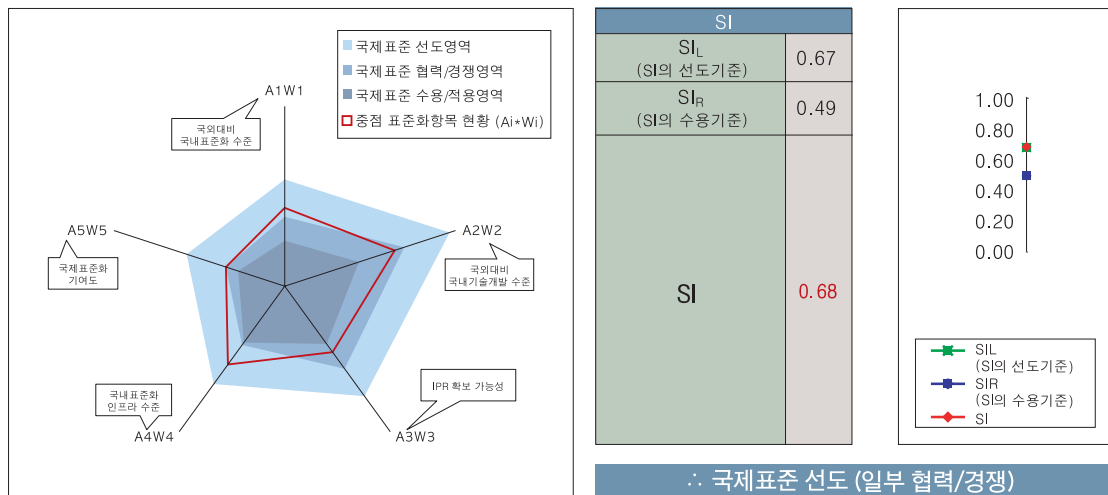 국제표준 선도영역
국제표준 협력/경쟁영역
국제표준 수용/적용영역
중점 표준화항목 현황 (Ai*Wi)
A1W1
국외대비
국내표준화 수준
A2W2
국외대비
국내기술개발 수준
A5W5
국제표준화
기여도
국내표준화
인프라 수준
A4W4
IPR 확보 가능성
A3W3
SI
SIL
(SI의 선도기준)
0.67
SIR
(SI의 수용기준)
0.49
SI
0.68
1.00
0.80
0.60
0.40
0.20
0.00
SIL
(SI의 선도기준)
SIR
(SI의 수용기준)
SI
∴ 국제표준 선도 (일부 협력/경쟁)